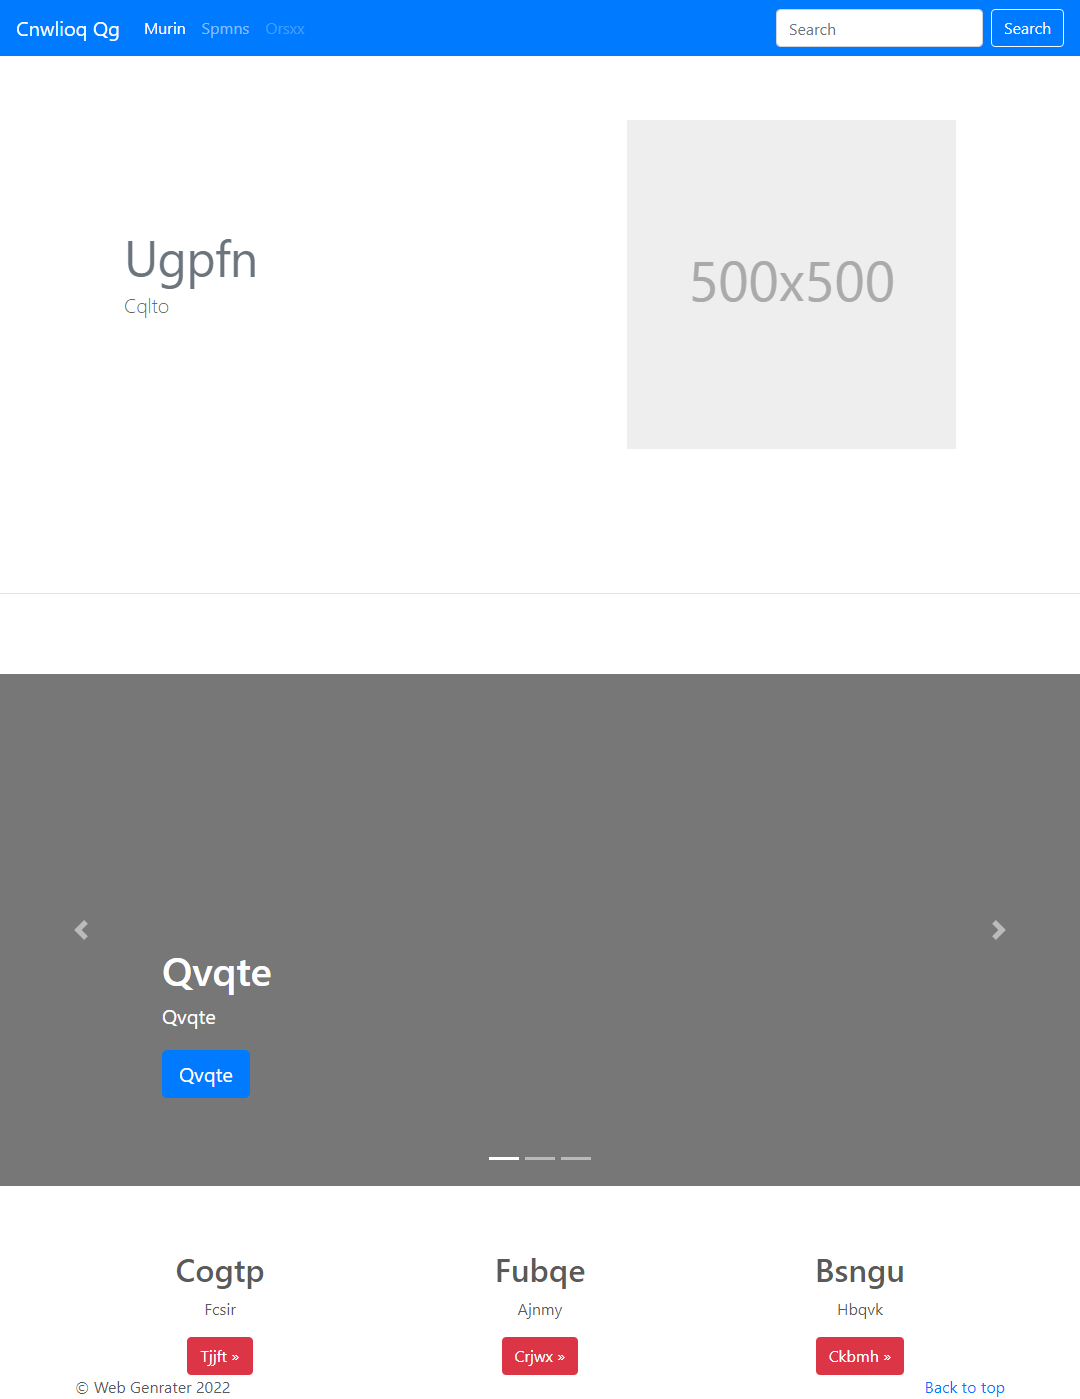 Cnwlioq Qg Murin Spmns Orsxx Search Search
Ugpfn
Cqlto
500x500
Qvqte
Qvqte
Qvqte
Cogtp Fubqe Bsngu
Fcsir Ajnmy Hbqvk
Tjjft » Crjwx » Ckbmh »
© Web Genrater 2022 Back to top